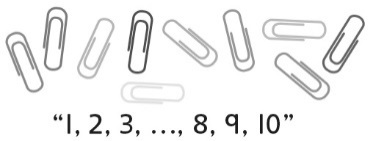 “1, 2, 3, ..., 8, 9, 10”